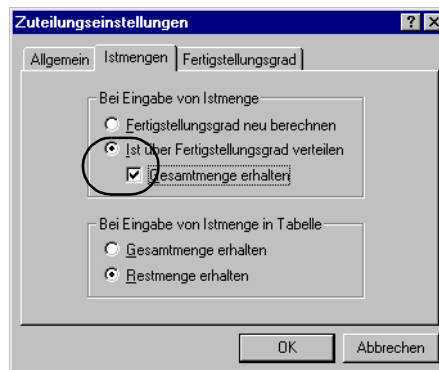 Zuteilungseinstellungen
Allgemein Istmengen Fertigstellungsgrad
Bei Eingabe von Istmenge
Fertigstellungsgrad neu berechnen
Ist über Fertigstellungsgrad verteilen
Gesamtmenge erhalten
Bei Eingabe von Istmenge in Tabelle
Gesamtmenge erhalten
Restmenge erhalten
OK Abbrechen